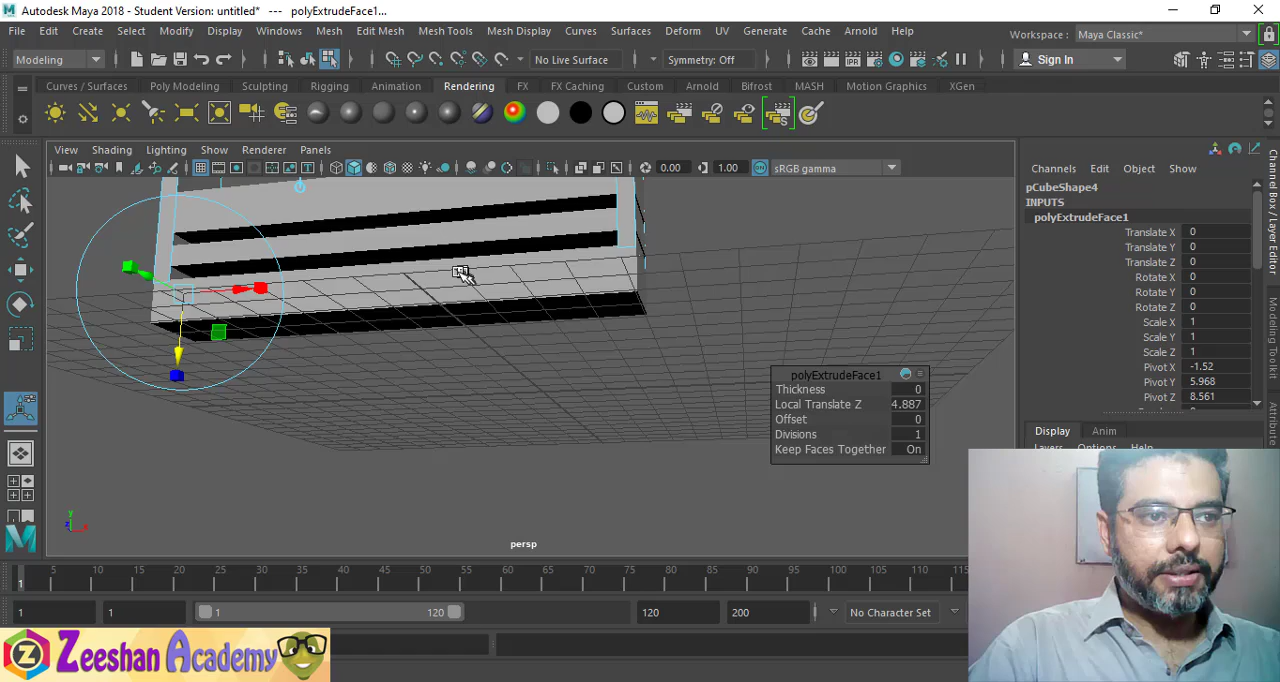 Autodesk Maya 2018 - Student Version: untitled* --- polyExtrudeFace1...
File Edit Create Select Modify Display Windows Mesh Edit Mesh Mesh Tools Mesh Display Curves Surfaces Deform UV Generate Cache Arnold Help
Workspace : Maya Classic*
Modeling No Live Surface Symmetry: Off Sign In
Curves / Surfaces Poly Modeling Sculpting Rigging Animation Rendering FX FX Caching Custom Arnold Bifrost MASH Motion Graphics XGen
View Shading Lighting Show Renderer Panels
0.00 1.00 sRGB gamma
Channels Edit Object Show
pCubeShape4
INPUTS
polyExtrudeFace1
Translate X 0
Translate Y 0
Translate Z 0
Rotate X 0
Rotate Y 0
Rotate Z 0
Scale X 1
Scale Y 1
Scale Z 1
Pivot X -1.52
Pivot Y 5.968
Pivot Z 8.561
Channel Box / Layer Editor
Modeling Toolkit
Attribute
polyExtrudeFace1
Thickness 0
Local Translate Z 4.887
Offset 0
Divisions 1
Keep Faces Together On
Display Anim
Layers Options Help
y
z x
persp
5 10 15 20 25 30 35 40 45 50 55 60 65 70 75 80 85 90 95 100 105 110 115
1
1 1 1 120 120 200 No Character Set
Zeeshan Academy